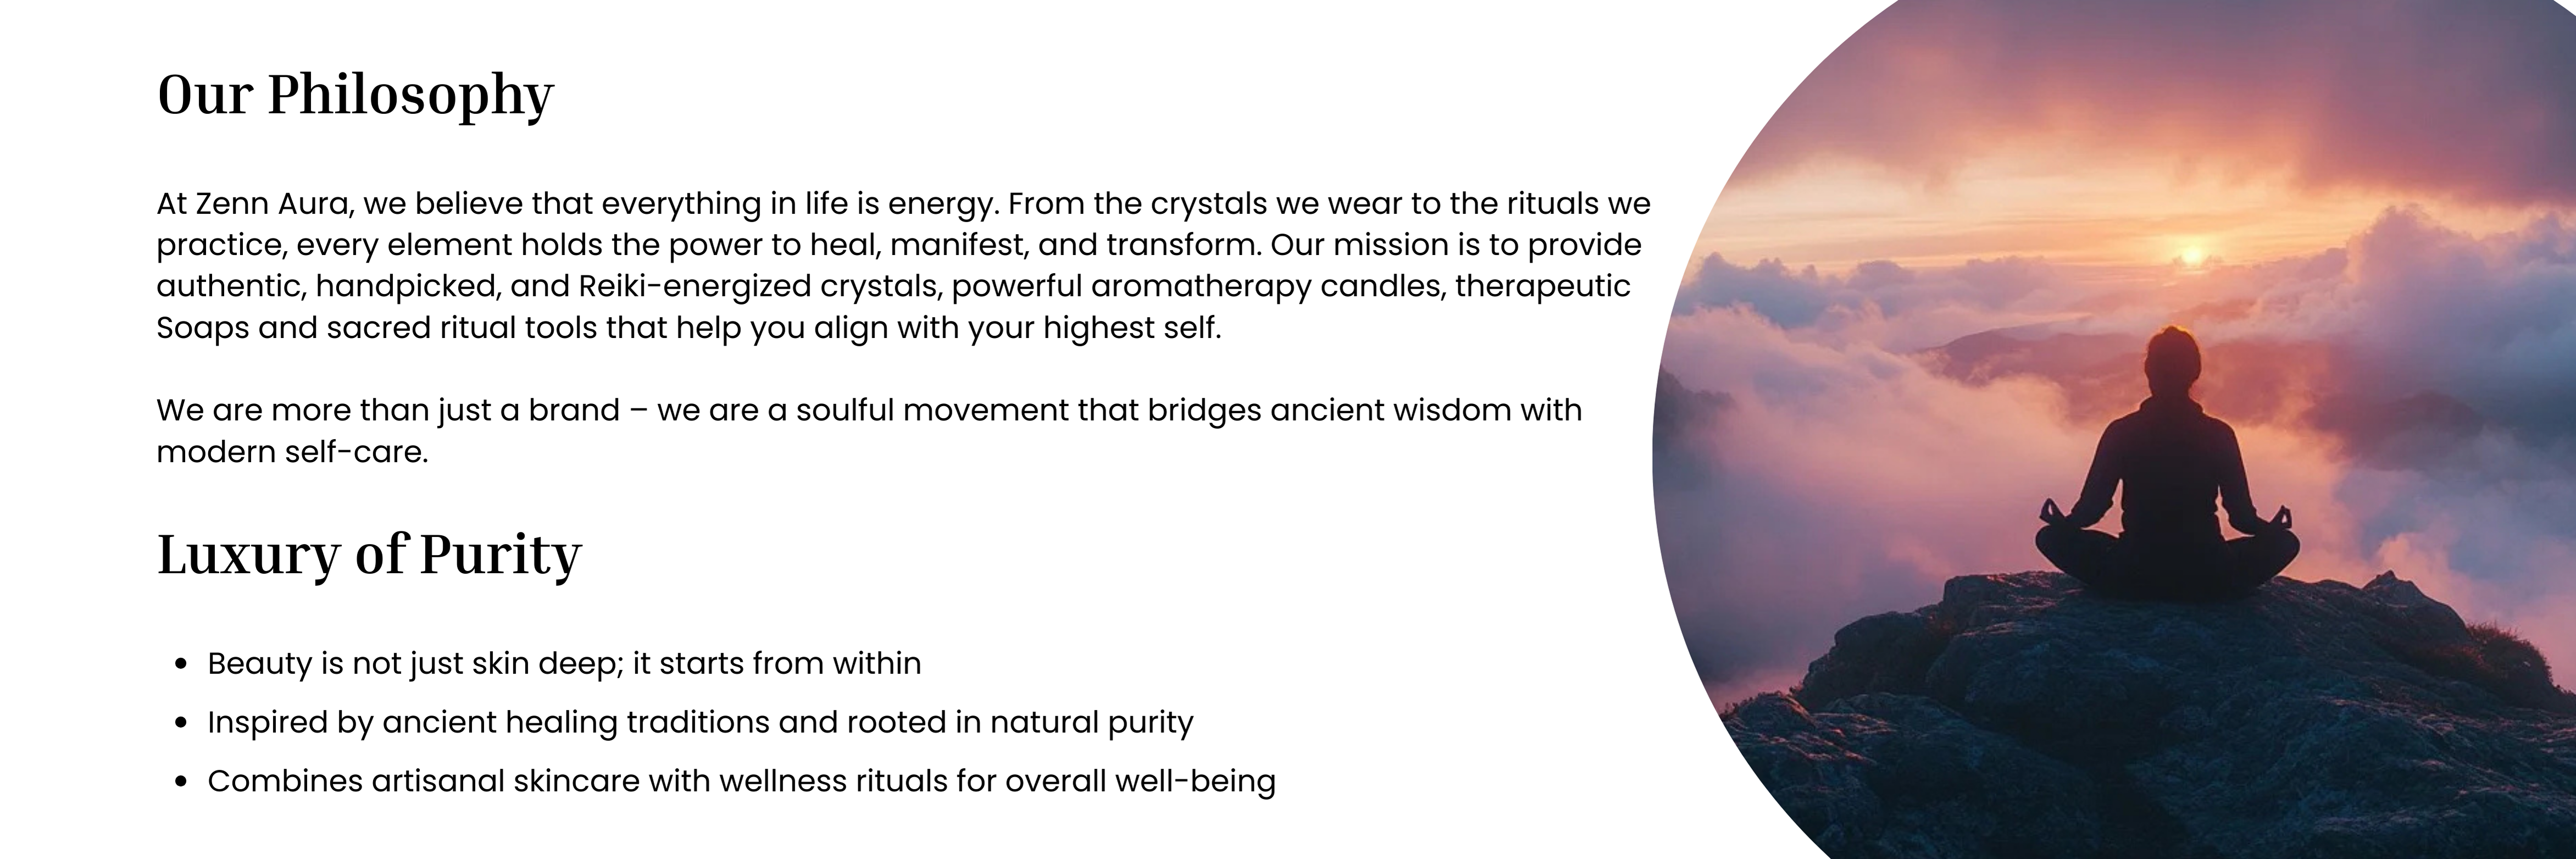 Our Philosophy
At Zenn Aura, we believe that everything in life is energy. From the crystals we wear to the rituals we
practice, every element holds the power to heal, manifest, and transform. Our mission is to provide
authentic, handpicked, and Reiki-energized crystals, powerful aromatherapy candles, therapeutic
Soaps and sacred ritual tools that help you align with your highest self.
We are more than just a brand – we are a soulful movement that bridges ancient wisdom with
modern self-care.
Luxury of Purity
• Beauty is not just skin deep; it starts from within
• Inspired by ancient healing traditions and rooted in natural purity
• Combines artisanal skincare with wellness rituals for overall well-being